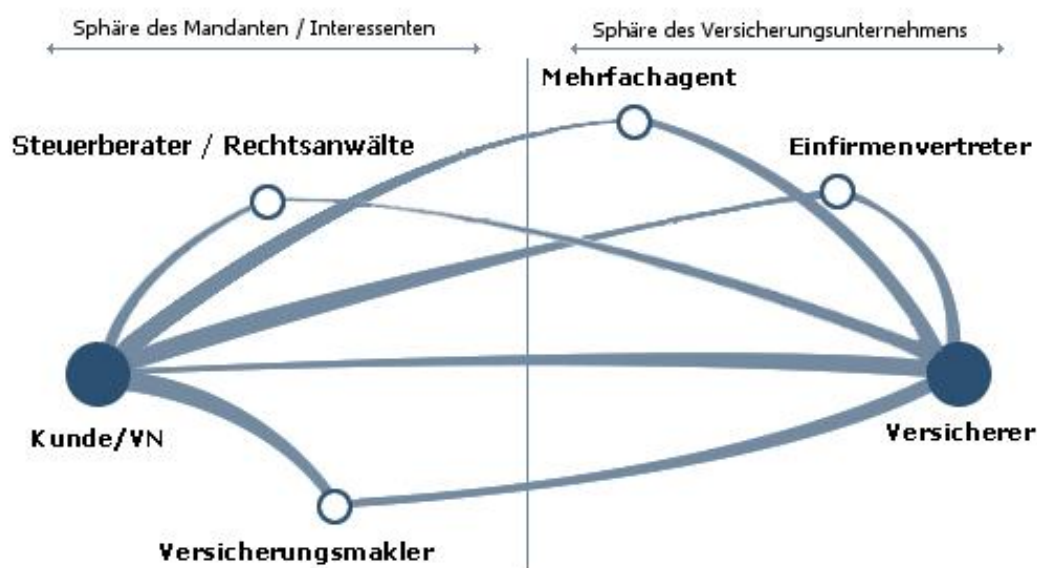 Sphäre des Mandanten / Interessenten
Sphäre des Versicherungsunternehmens
Mehrfachagent
Steuerberater / Rechtsanwälte
Einfirmenvertreter
Kunde/VN
Versicherer
Versicherungsmakler